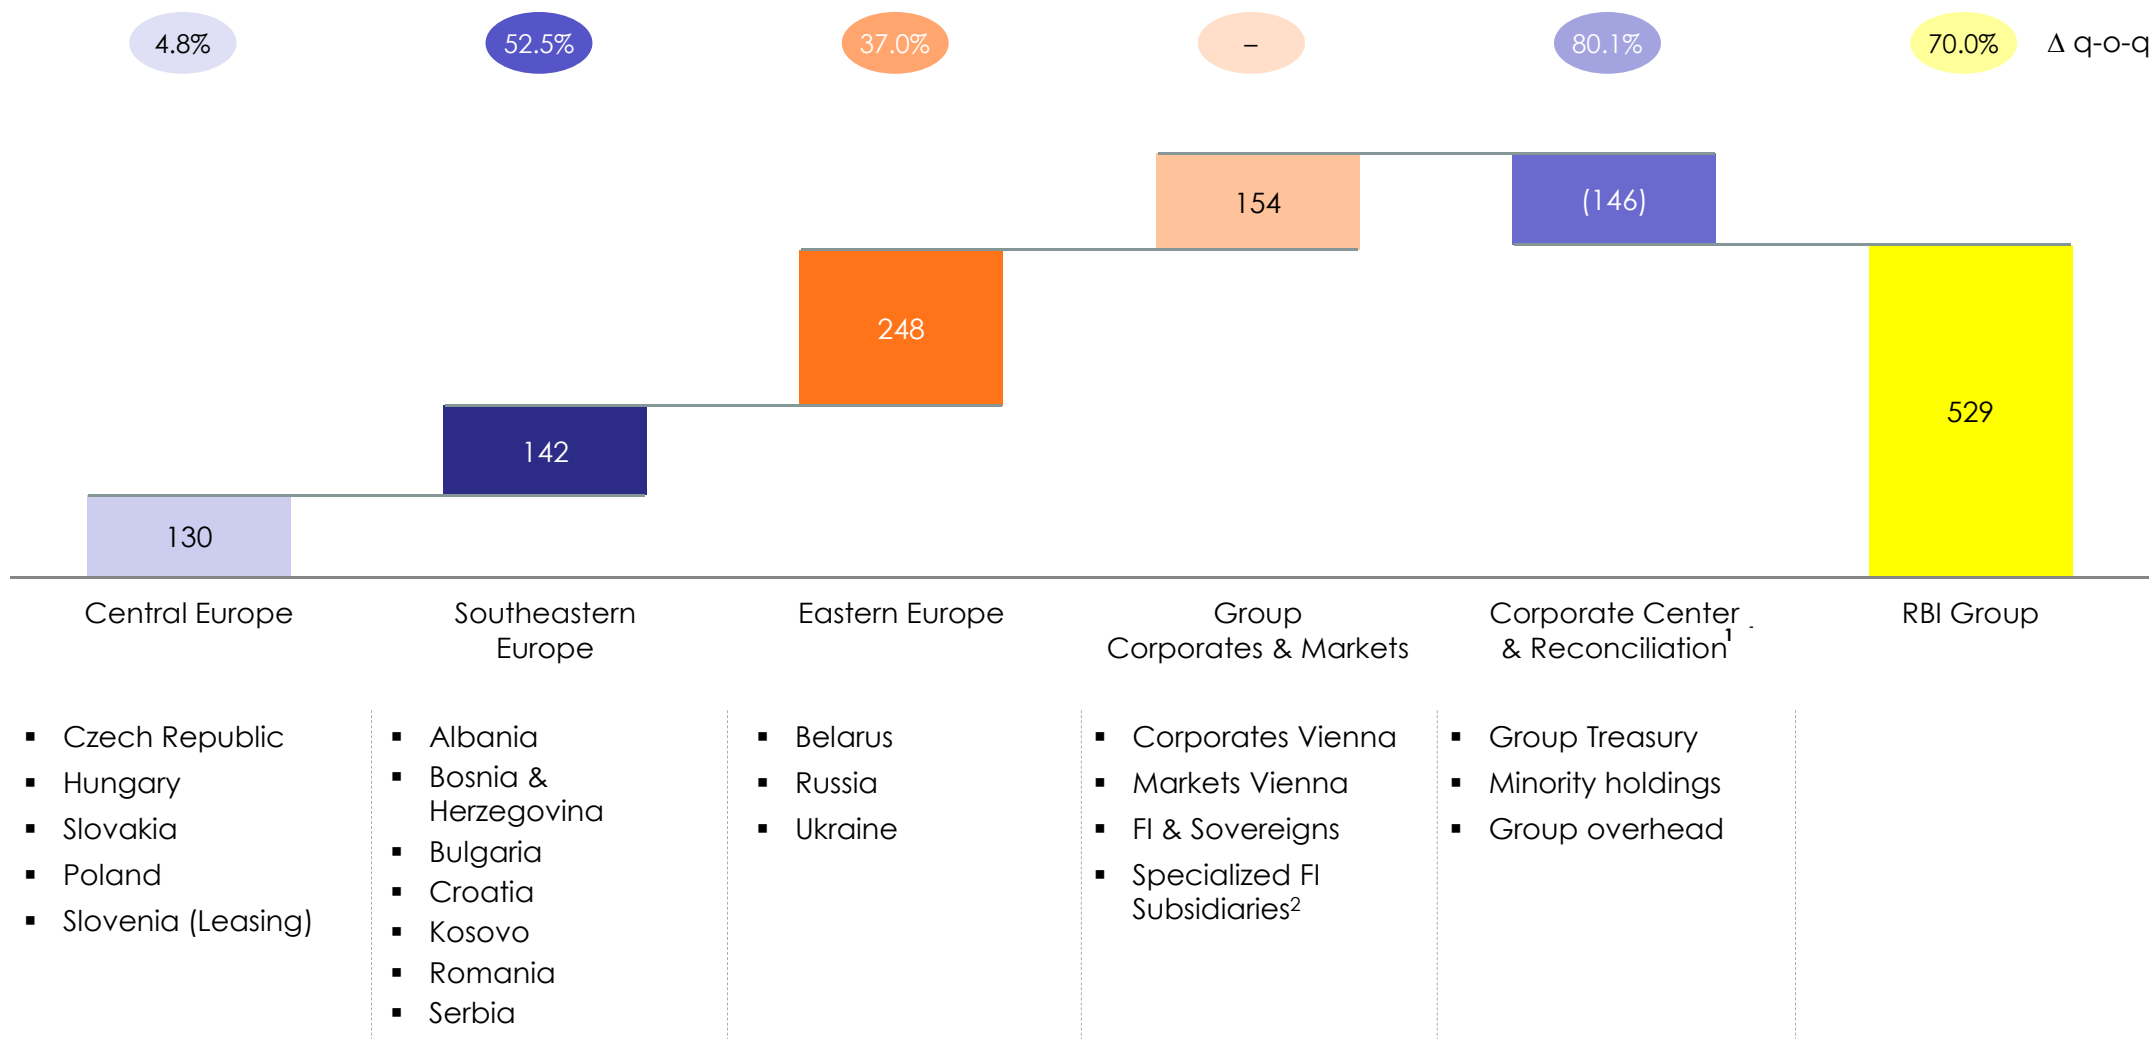 4.8%
52.5%
37.0%
–
80.1%
70.0%
Δ q-o-q
154
(146)
248
529
142
130
Central Europe
Southeastern
Europe
Eastern Europe
Group
Corporates & Markets
Corporate Center
& Reconciliation1
RBI Group
▪ Czech Republic
▪ Hungary
▪ Slovakia
▪ Poland
▪ Slovenia (Leasing)
▪ Albania
▪ Bosnia &
Herzegovina
▪ Bulgaria
▪ Croatia
▪ Kosovo
▪ Romania
▪ Serbia
▪ Belarus
▪ Russia
▪ Ukraine
▪ Corporates Vienna
▪ Markets Vienna
▪ FI & Sovereigns
▪ Specialized FI
Subsidiaries2
▪ Group Treasury
▪ Minority holdings
▪ Group overhead